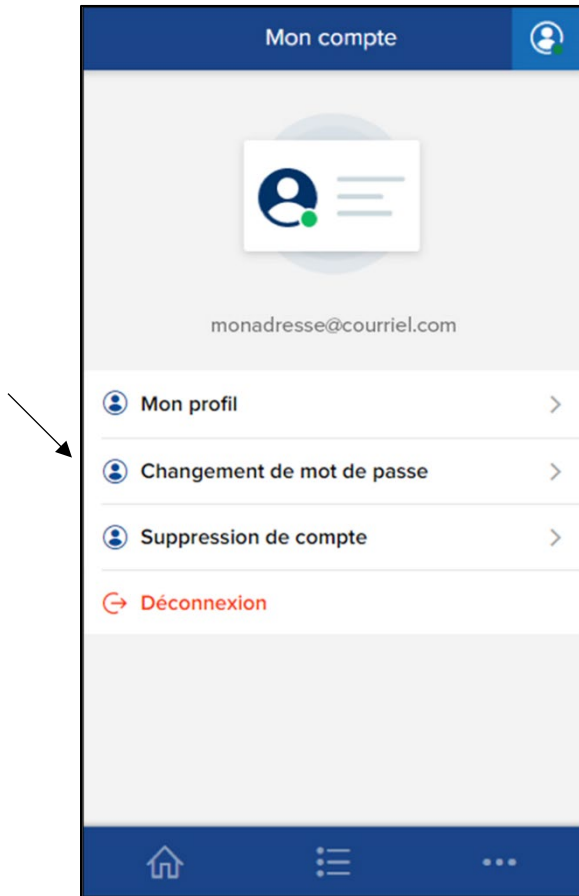 Mon compte
monadresse@courriel.com
Mon profil
Changement de mot de passe
Suppression de compte
Déconnexion